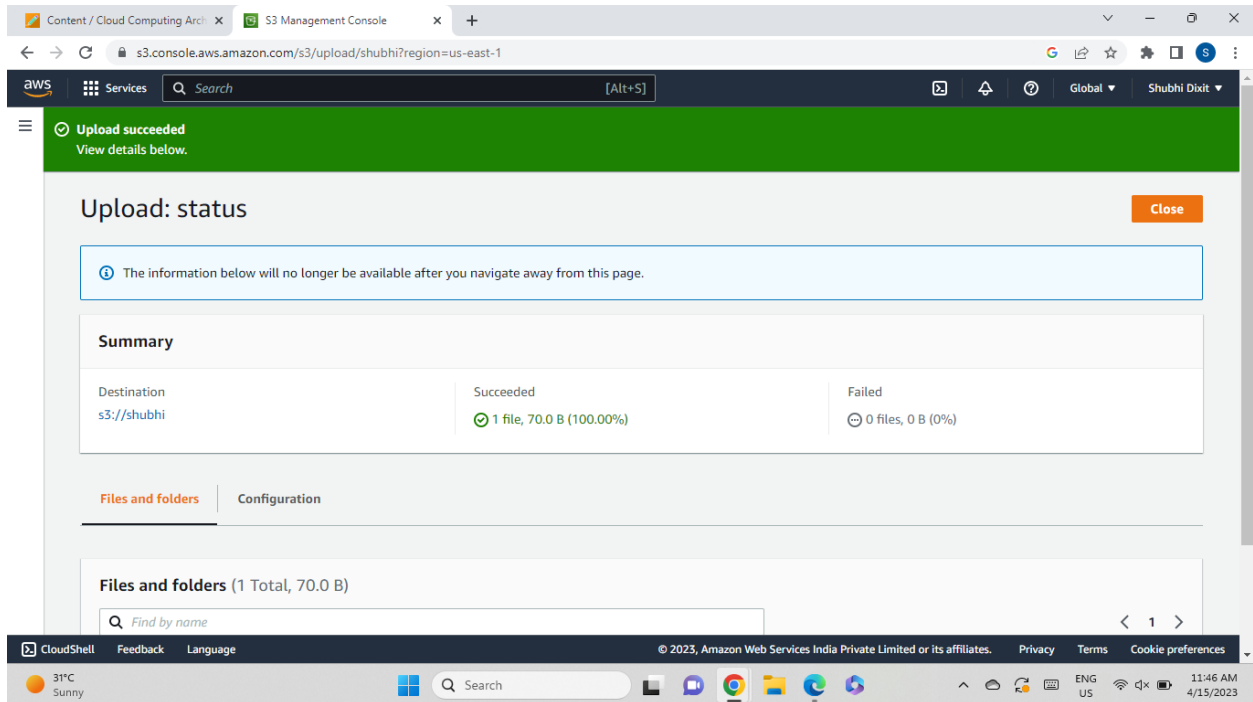 Content / Cloud Computing Arch
S3 Management Console
s3.console.aws.amazon.com/s3/upload/shubhi?region=us-east-1
G
S
aws
Services
Search
[Alt+S]
Global
Shubhi Dixit
Upload succeeded
View details below.
Upload: status
Close
The information below will no longer be available after you navigate away from this page.
Summary
Destination
s3://shubhi
Succeeded
1 file, 70.0 B (100.00%)
Failed
0 files, 0 B (0%)
Files and folders
Configuration
Files and folders (1 Total, 70.0 B)
Find by name
1
CloudShell
Feedback
Language
© 2023, Amazon Web Services India Private Limited or its affiliates.
Privacy
Terms
Cookie preferences
31°C
Sunny
Search
ENG
US
11:46 AM
4/15/2023